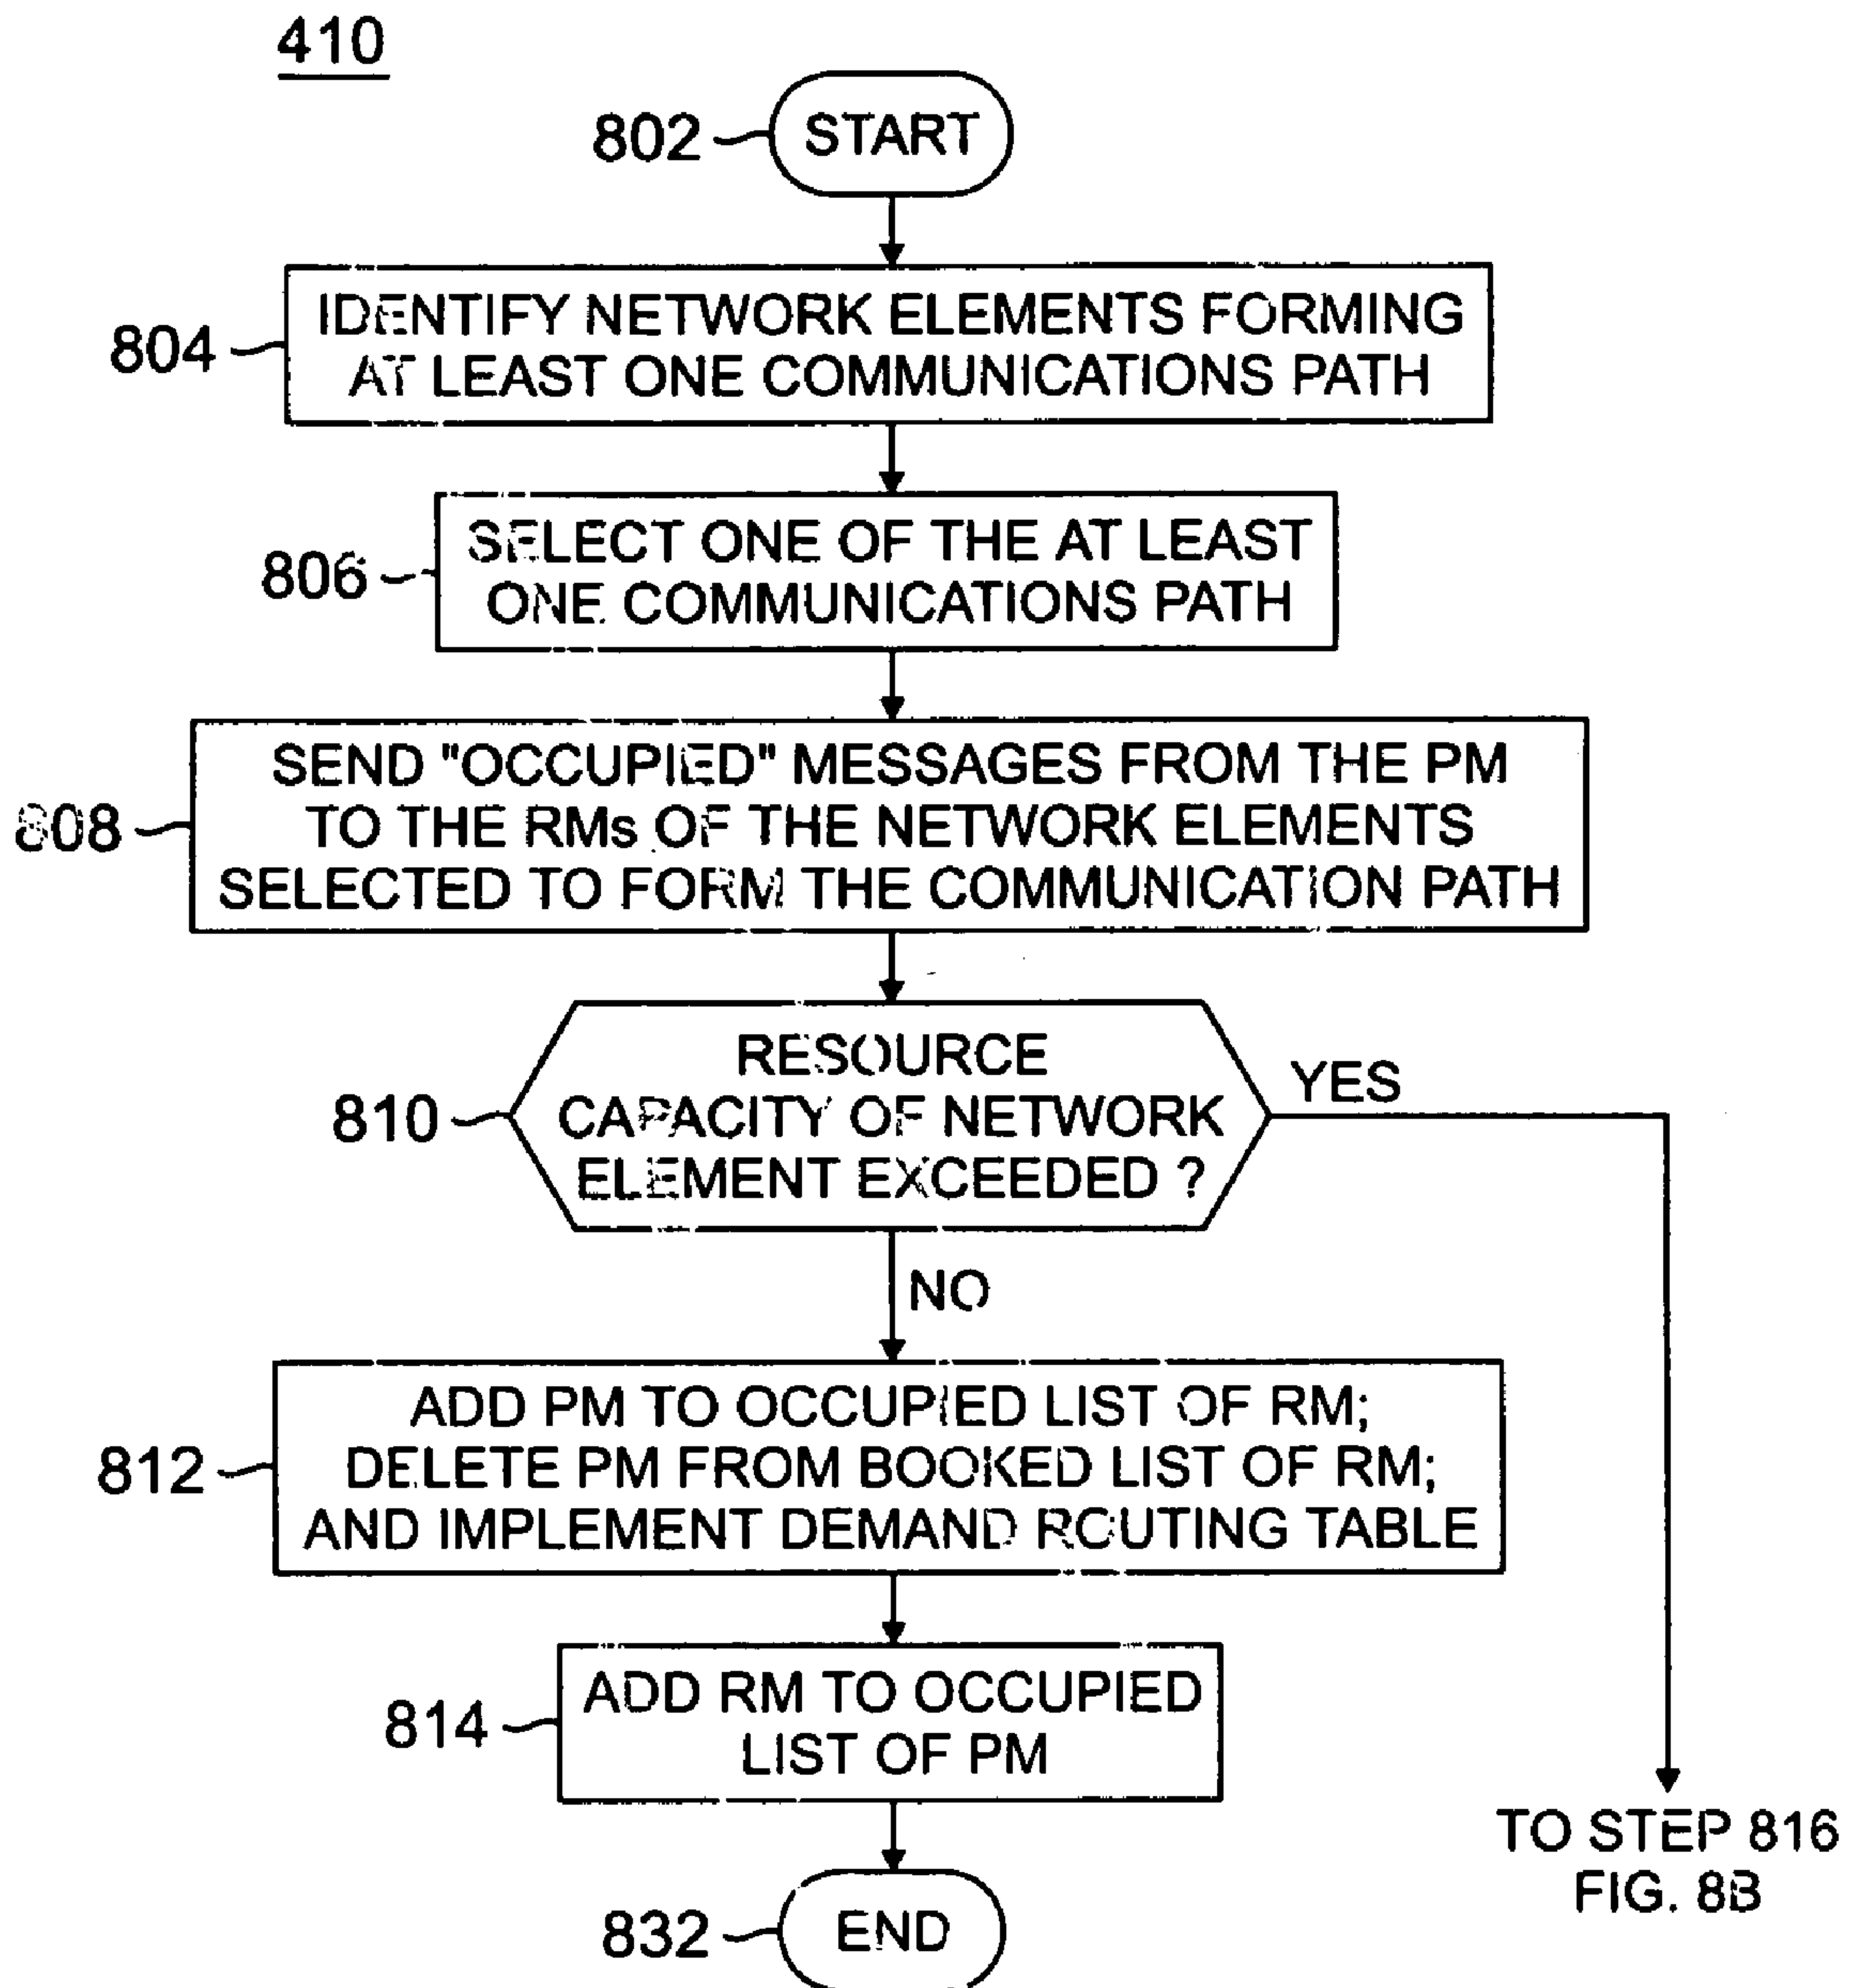 410
802
START
804
IDENTIFY NETWORK ELEMENTS FORMING
AT LEAST ONE COMMUNICATIONS PATH
806
SELECT ONE OF THE AT LEAST
ONE COMMUNICATIONS PATH
808
SEND "OCCUPIED" MESSAGES FROM THE PM
TO THE RMs OF THE NETWORK ELEMENTS
SELECTED TO FORM THE COMMUNICATION PATH
810
RESOURCE
CAPACITY OF NETWORK
ELEMENT EXCEEDED ?
YES
NO
812
ADD PM TO OCCUPIED LIST OF RM;
DELETE PM FROM BOOKED LIST OF RM;
AND IMPLEMENT DEMAND ROUTING TABLE
814
ADD RM TO OCCUPIED
LIST OF PM
TO STEP 816
FIG. 8B
832
END